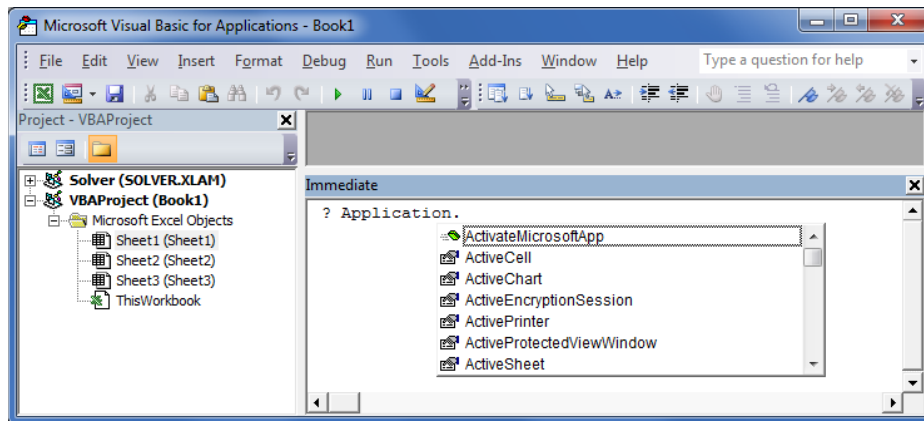 Microsoft Visual Basic for Applications - Book1
File Edit View Insert Format Debug Run Tools Add-Ins Window Help Type a question for help
Project - VBAProject
Solver (SOLVER.XLAM)
VBAProject (Book1)
Microsoft Excel Objects
Sheet1 (Sheet1)
Sheet2 (Sheet2)
Sheet3 (Sheet3)
ThisWorkbook
Immediate
? Application.
ActivateMicrosoftApp
ActiveCell
ActiveChart
ActiveEncryptionSession
ActivePrinter
ActiveProtectedViewWindow
ActiveSheet